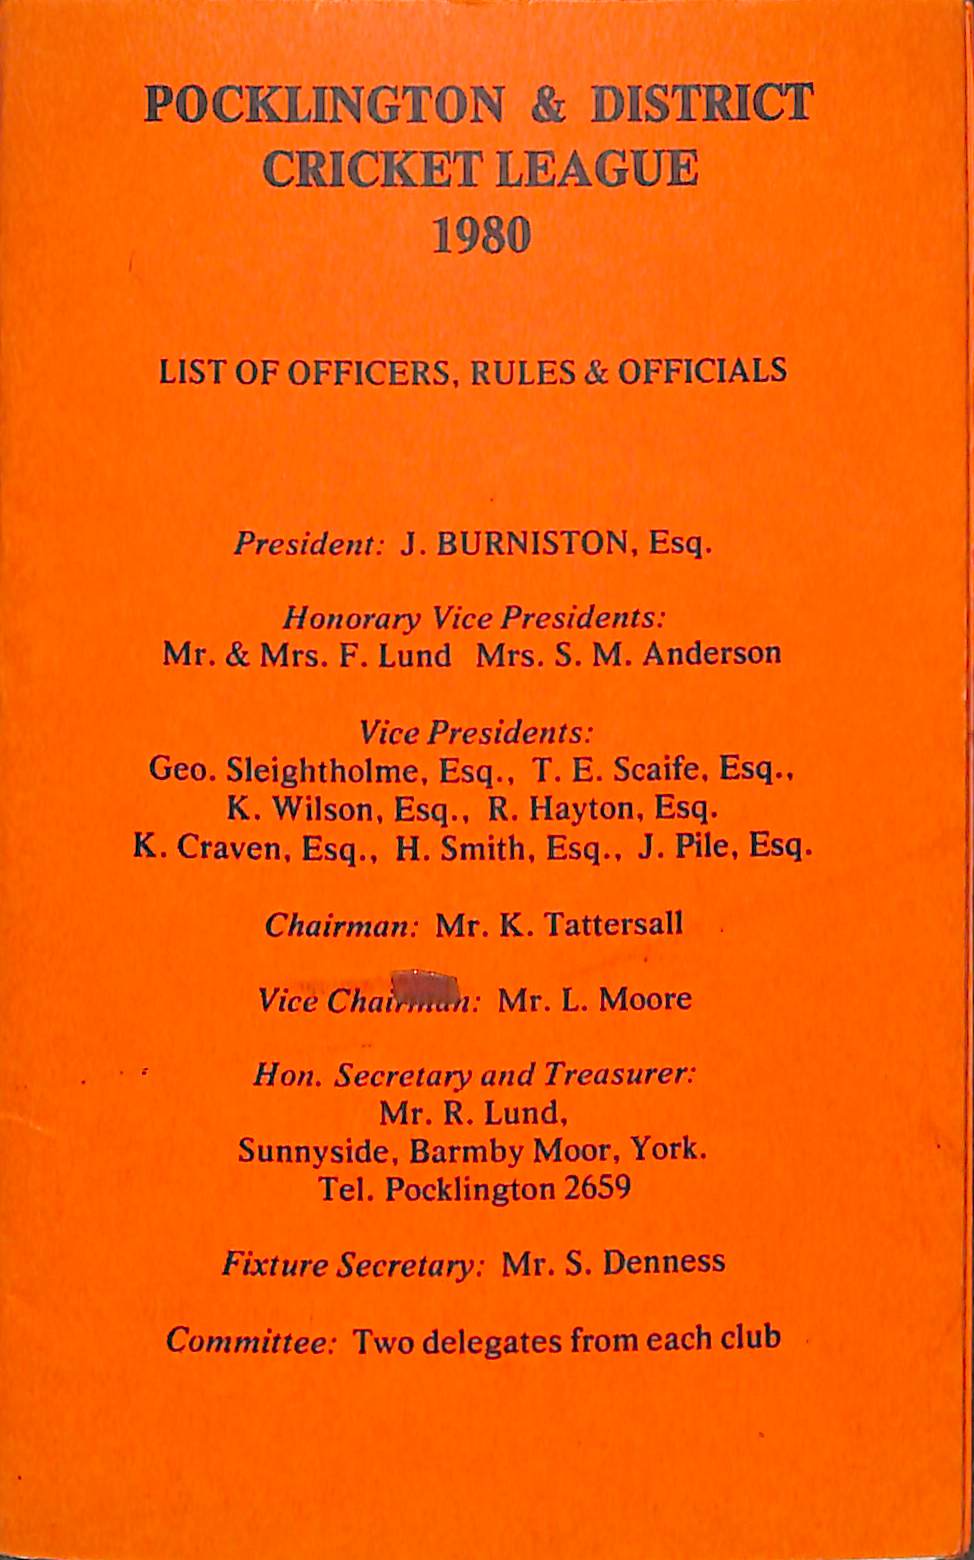 POCKLINGTON & DISTRICT
CRICKET LEAGUE
1980
LIST OF OFFICERS, RULES & OFFICIALS
President: J. BURNISTON, Esq.
Honorary Vice Presidents:
Mr. & Mrs. F. Lund Mrs. S. M. Anderson
Vice Presidents:
Geo. Sleightholme, Esq., T. E. Scaife, Esq.,
K. Wilson, Esq., R. Hayton, Esq.
K. Craven, Esq., H. Smith, Esq., J. Pile, Esq.
Chairman: Mr. K. Tattersall
Vice Chairman: Mr. L. Moore
Hon. Secretary and Treasurer:
Mr. R. Lund,
Sunnyside, Barmby Moor, York.
Tel. Pocklington 2659
Fixture Secretary: Mr. S. Denness
Committee: Two delegates from each club